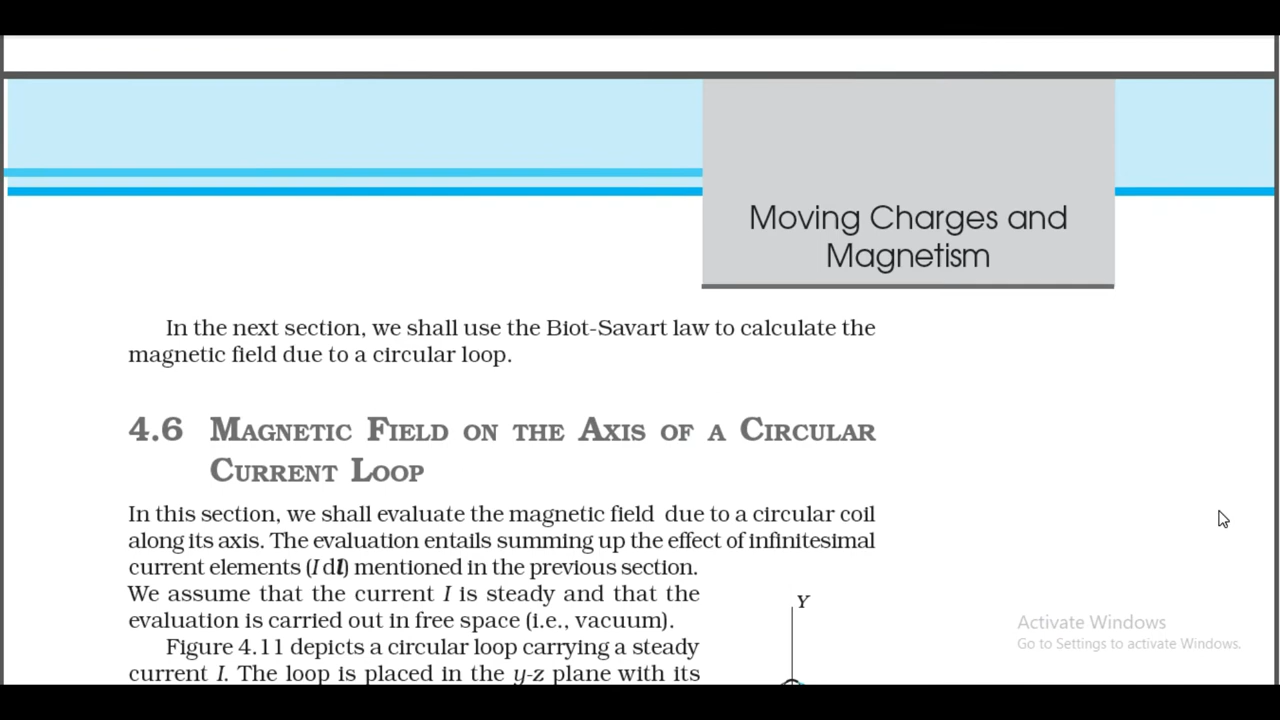 Moving Charges and
Magnetism
In the next section, we shall use the Biot-Savart law to calculate the
magnetic field due to a circular loop.
4.6 MAGNETIC FIELD ON THE AXIS OF A CIRCULAR
CURRENT LOOP
In this section, we shall evaluate the magnetic field due to a circular coil
along its axis. The evaluation entails summing up the effect of infinitesimal
current elements (I dl) mentioned in the previous section.
We assume that the current I is steady and that the
evaluation is carried out in free space (i.e., vacuum).
Y
Figure 4.11 depicts a circular loop carrying a steady
current I. The loop is placed in the y-z plane with its
Activate Windows
Go to Settings to activate Windows.